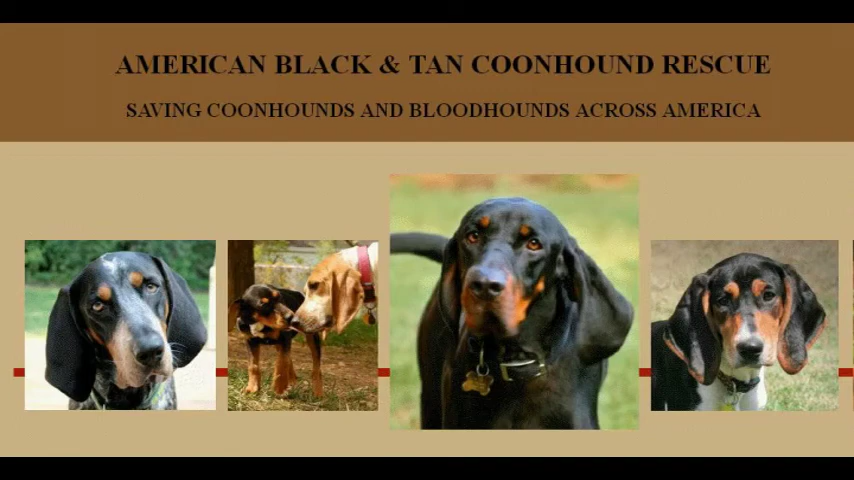 AMERICAN BLACK & TAN COONHOUND RESCUE
SAVING COONHOUNDS AND BLOODHOUNDS ACROSS AMERICA